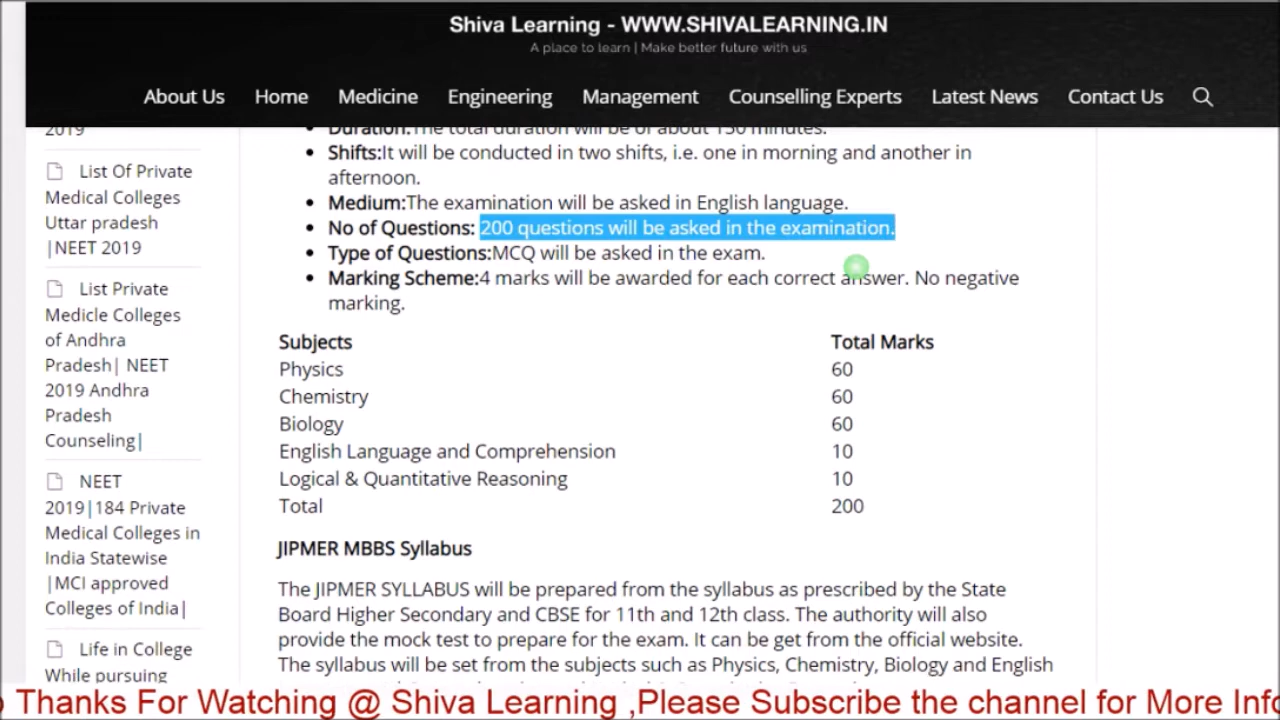 Shiva Learning - WWW.SHIVALEARNING.IN
A place to learn | Make better future with us
About Us Home Medicine Engineering Management Counselling Experts Latest News Contact Us
2019
List Of Private
Medical Colleges
Uttar pradesh
|NEET 2019
List Private
Medicle Colleges
of Andhra
Pradesh| NEET
2019 Andhra
Pradesh
Counseling|
NEET
2019|184 Private
Medical Colleges in
India Statewise
|MCI approved
Colleges of India|
Life in College
While pursuing
Duration:The total duration will be of about 150 minutes.
Shifts:It will be conducted in two shifts, i.e. one in morning and another in
afternoon.
Medium:The examination will be asked in English language.
No of Questions: 200 questions will be asked in the examination.
Type of Questions:MCQ will be asked in the exam.
Marking Scheme:4 marks will be awarded for each correct answer. No negative
marking.
Subjects Total Marks
Physics 60
Chemistry 60
Biology 60
English Language and Comprehension 10
Logical & Quantitative Reasoning 10
Total 200
JIPMER MBBS Syllabus
The JIPMER SYLLABUS will be prepared from the syllabus as prescribed by the State
Board Higher Secondary and CBSE for 11th and 12th class. The authority will also
provide the mock test to prepare for the exam. It can be get from the official website.
The syllabus will be set from the subjects such as Physics, Chemistry, Biology and English
Thanks For Watching @ Shiva Learning ,Please Subscribe the channel for More Info